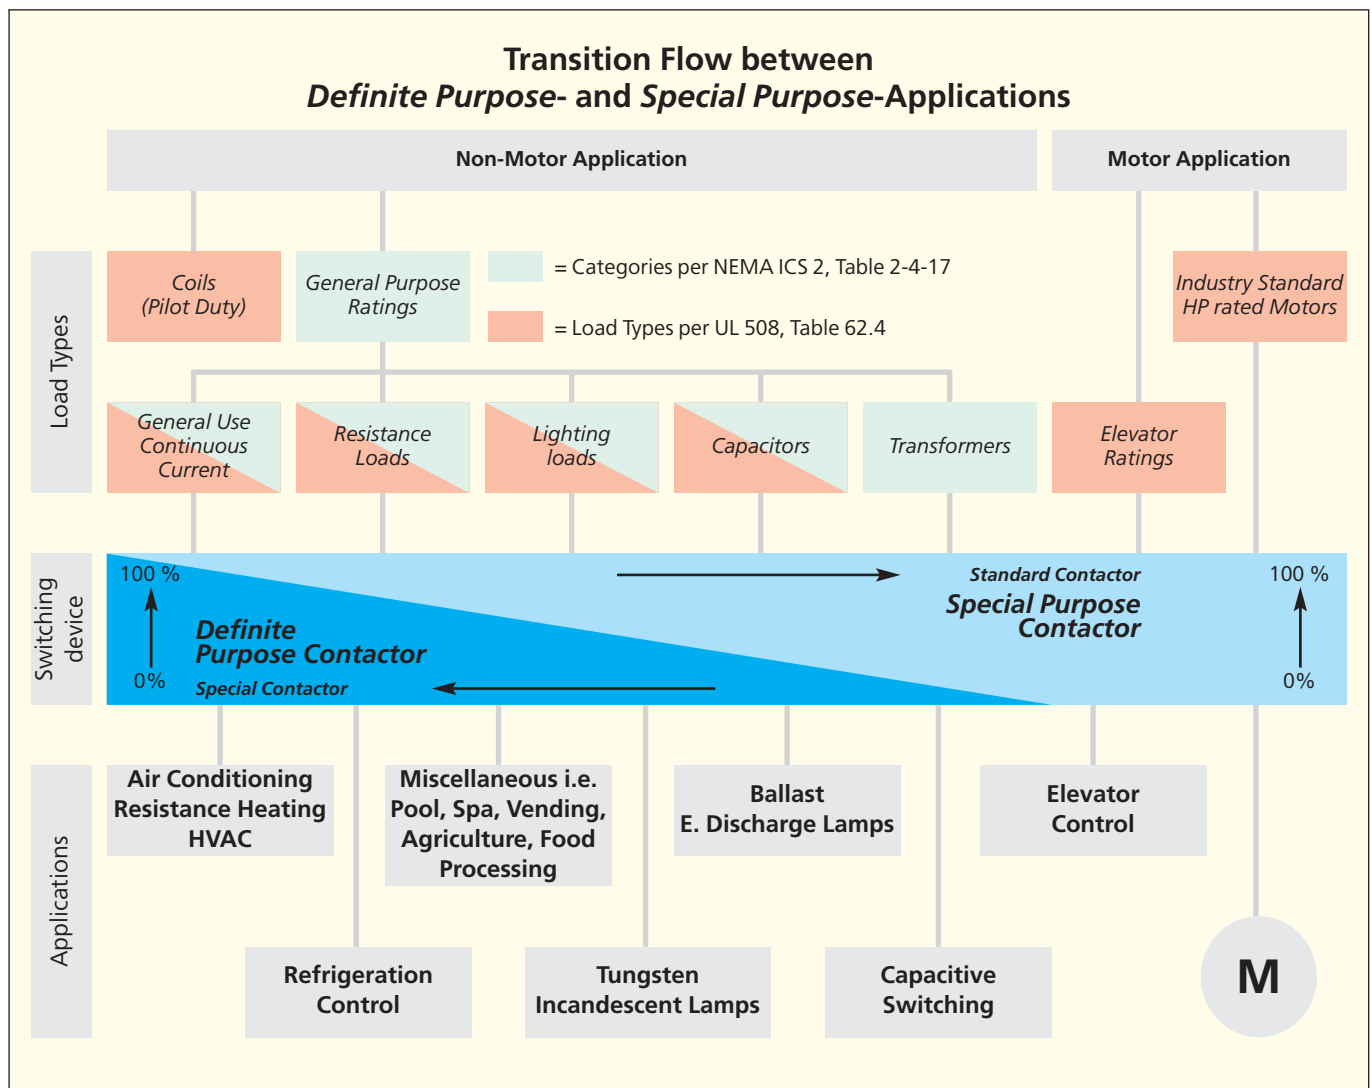 Transition Flow between
Definite Purpose- and Special Purpose-Applications
Non-Motor Application
Motor Application
Load Types
Coils
(Pilot Duty)
General Purpose
Ratings
= Categories per NEMA ICS 2, Table 2-4-17
= Load Types per UL 508, Table 62.4
Industry Standard
HP rated Motors
General Use
Continuous
Current
Resistance
Loads
Lighting
loads
Capacitors
Transformers
Elevator
Ratings
Switching
device
100 %
0%
Definite
Purpose Contactor
Special Contactor
Standard Contactor
Special Purpose
Contactor
100 %
0%
Applications
Air Conditioning
Resistance Heating
HVAC
Miscellaneous i.e.
Pool, Spa, Vending,
Agriculture, Food
Processing
Ballast
E. Discharge Lamps
Elevator
Control
Refrigeration
Control
Tungsten
Incandescent Lamps
Capacitive
Switching
M